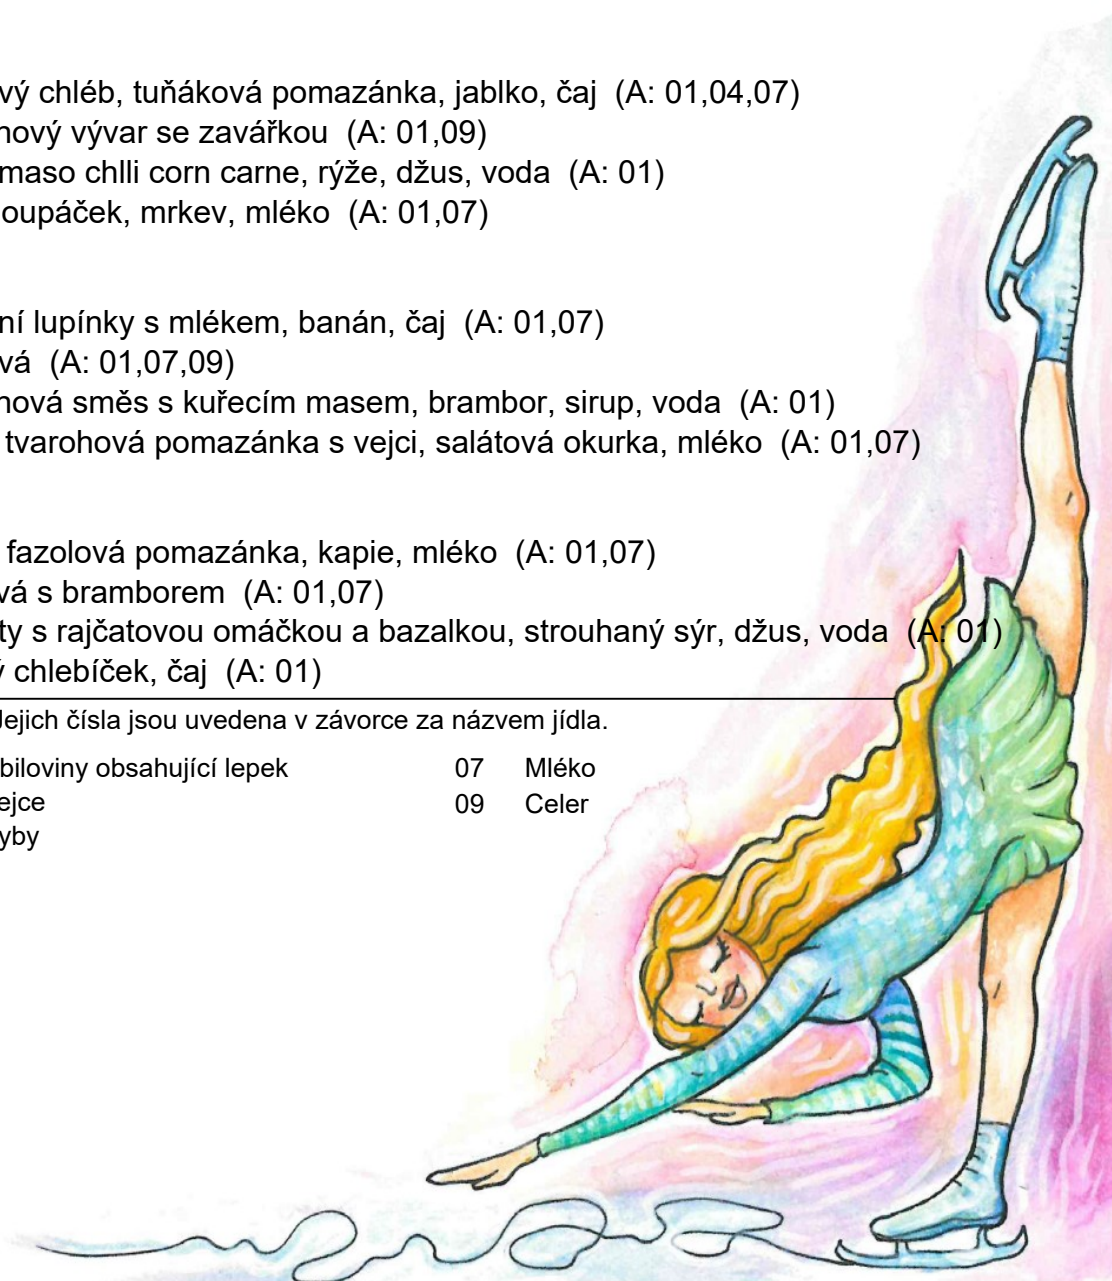 vý chléb, tuňáková pomazánka, jablko, čaj (A: 01,04,07)
nový vývar se zavářkou (A: 01,09)
maso chlli corn carne, rýže, džus, voda (A: 01)
oupáček, mrkev, mléko (A: 01,07)
ní lupínky s mlékem, banán, čaj (A: 01,07)
vá (A: 01,07,09)
nová směs s kuřecím masem, brambor, sirup, voda (A: 01)
tvarohová pomazánka s vejci, salátová okurka, mléko (A: 01,07)
fazolová pomazánka, kapie, mléko (A: 01,07)
vá s bramborem (A: 01,07)
ty s rajčatovou omáčkou a bazalkou, strouhaný sýr, džus, voda (A: 01)
ý chlebíček, čaj (A: 01)
Jejich čísla jsou uvedena v závorce za názvem jídla.
biloviny obsahující lepek 07 Mléko
ejce 09 Celer
yby